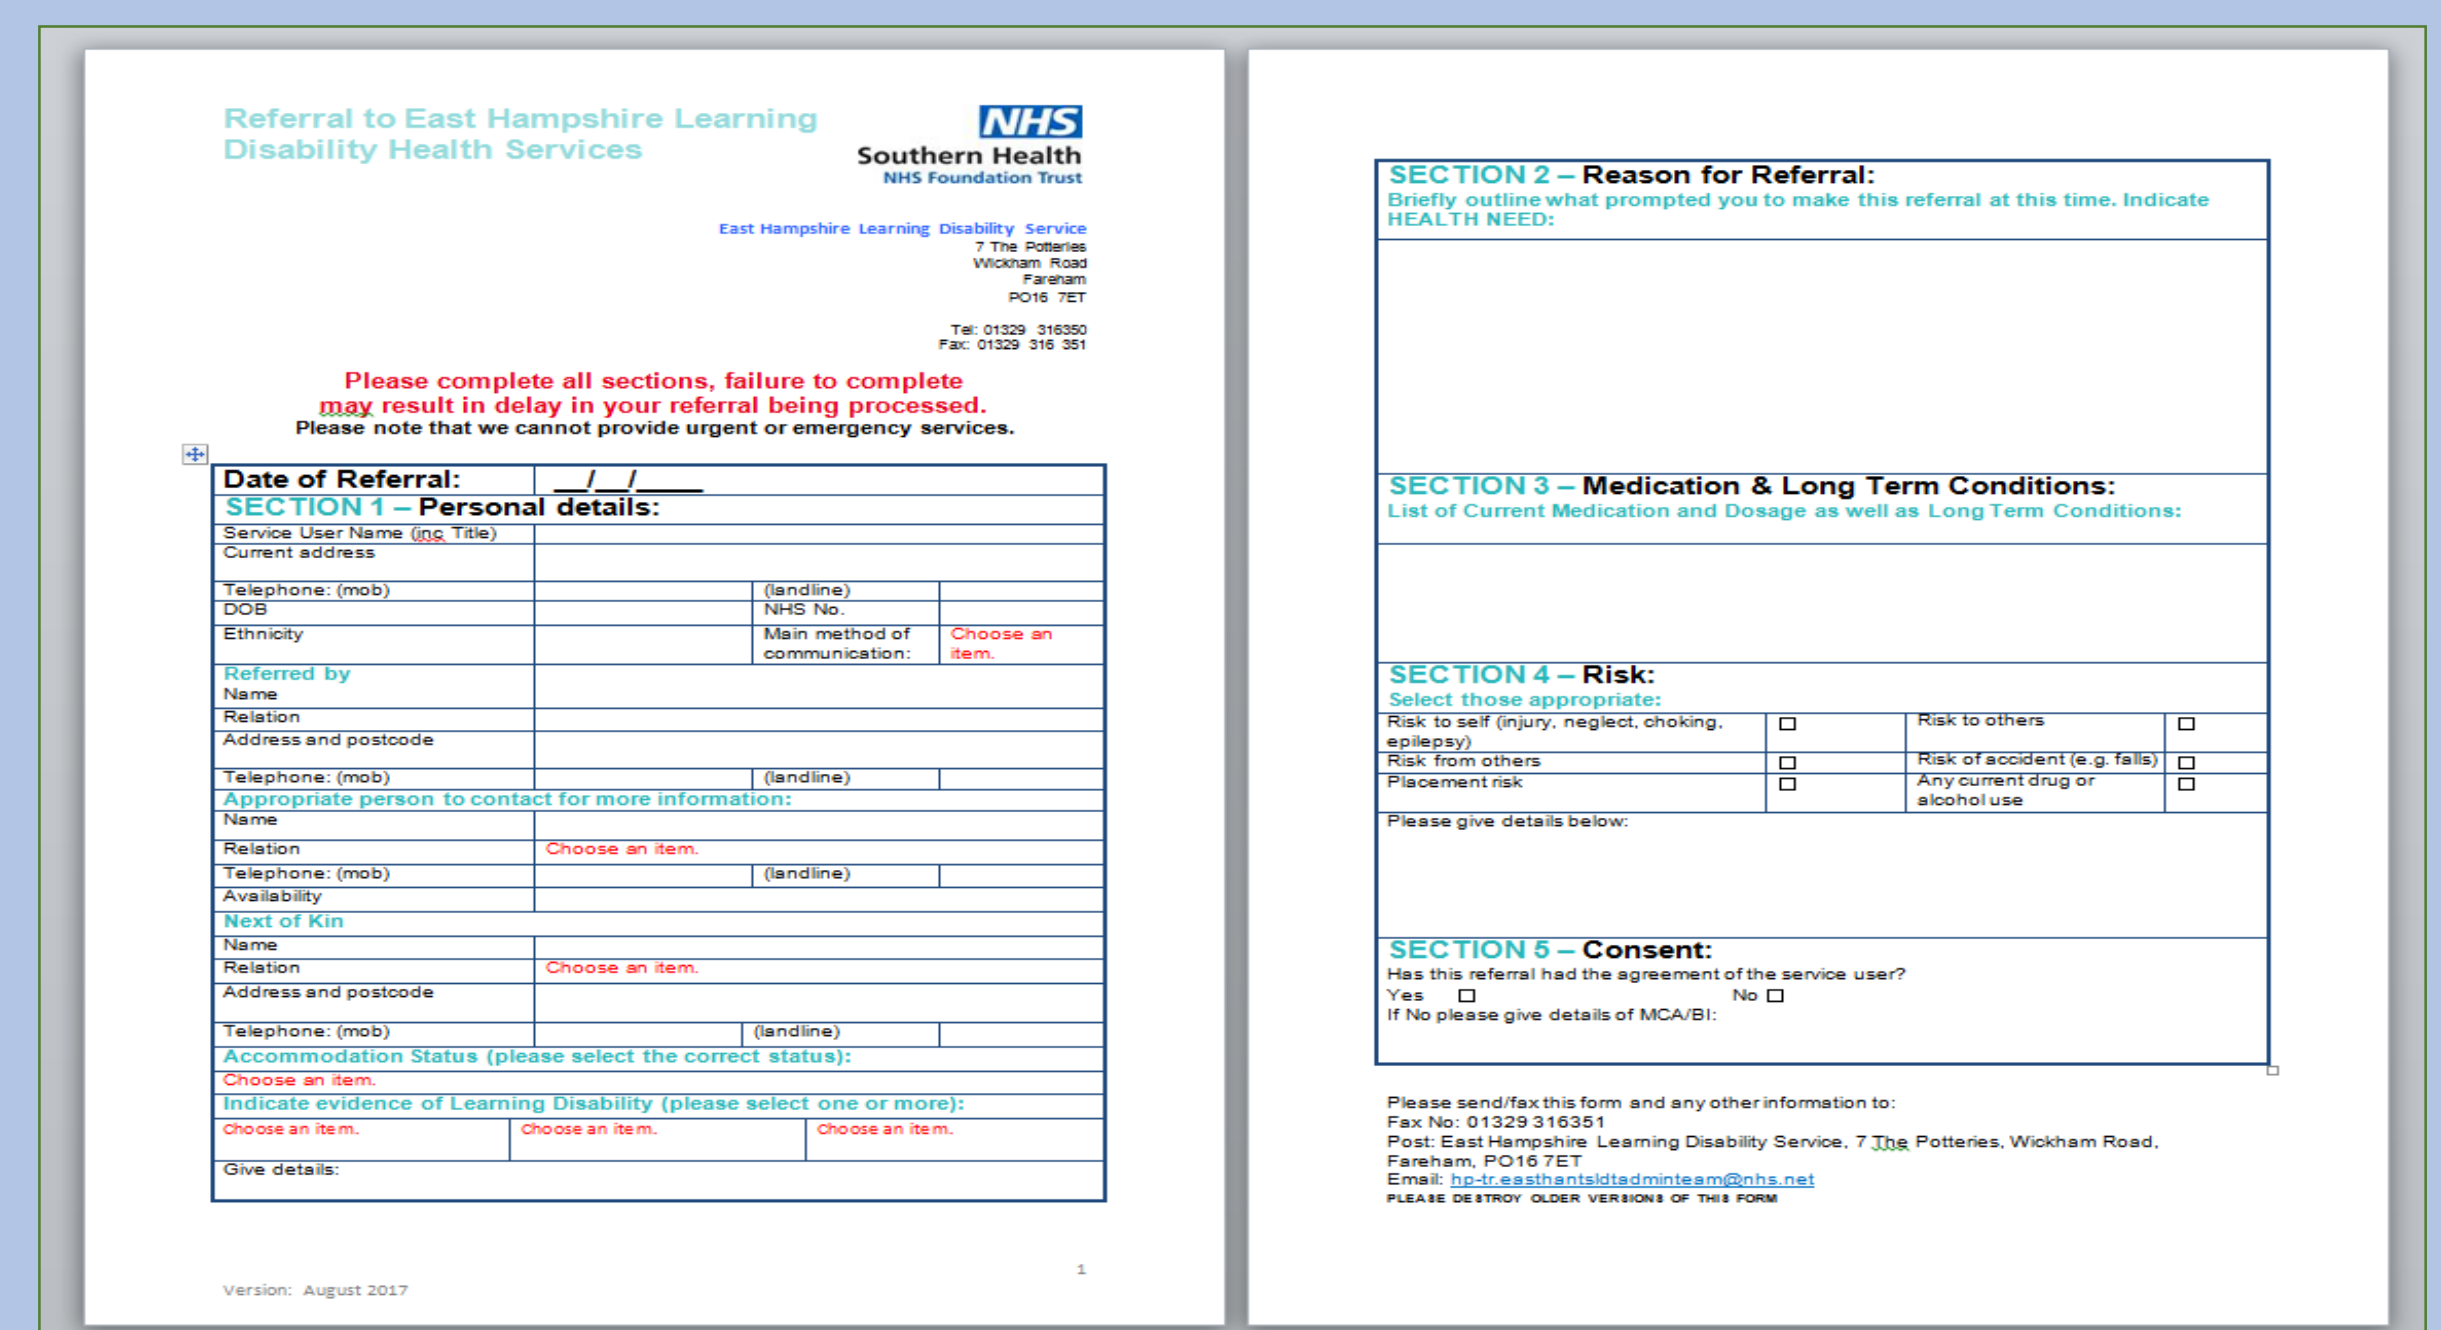 Referral to East Hampshire Learning
Disability Health Services
NHS
Southern Health
NHS Foundation Trust
East Hampshire Learning Disability Service
7 The Potteries
Wickham Road
Fareham
PO16 7ET
Tel: 01329 316350
Fax: 01329 316 351
Please complete all sections, failure to complete
may result in delay in your referral being processed.
Please note that we cannot provide urgent or emergency services.
Date of Referral: __/__/____
SECTION 1 – Personal details:
Service User Name (inc Title)
Current address
Telephone: (mob) (landline)
DOB NHS No.
Ethnicity Main method of communication: Choose an item.
Referred by
Name
Relation
Address and postcode
Telephone: (mob) (landline)
Appropriate person to contact for more information:
Name
Relation Choose an item.
Telephone: (mob) (landline)
Availability
Next of Kin
Name
Relation Choose an item.
Address and postcode
Telephone: (mob) (landline)
Accommodation Status (please select the correct status):
Choose an item.
Indicate evidence of Learning Disability (please select one or more):
Choose an item. Choose an item. Choose an item.
Give details:
1
Version: August 2017
SECTION 2 – Reason for Referral:
Briefly outline what prompted you to make this referral at this time. Indicate
HEALTH NEED:
SECTION 3 – Medication & Long Term Conditions:
List of Current Medication and Dosage as well as Long Term Conditions:
SECTION 4 – Risk:
Select those appropriate:
Risk to self (injury, neglect, choking, epilepsy) ☐ Risk to others ☐
Risk from others ☐ Risk of accident (e.g. falls) ☐
Placement risk ☐ Any current drug or alcohol use ☐
Please give details below:
SECTION 5 – Consent:
Has this referral had the agreement of the service user?
Yes ☐ No ☐
If No please give details of MCA/BI:
Please send/fax this form and any other information to:
Fax No: 01329 316351
Post: East Hampshire Learning Disability Service, 7 The Potteries, Wickham Road,
Fareham, PO16 7ET
Email: hp-tr.easthantsldtadminteam@nhs.net
PLEASE DESTROY OLDER VERSIONS OF THIS FORM